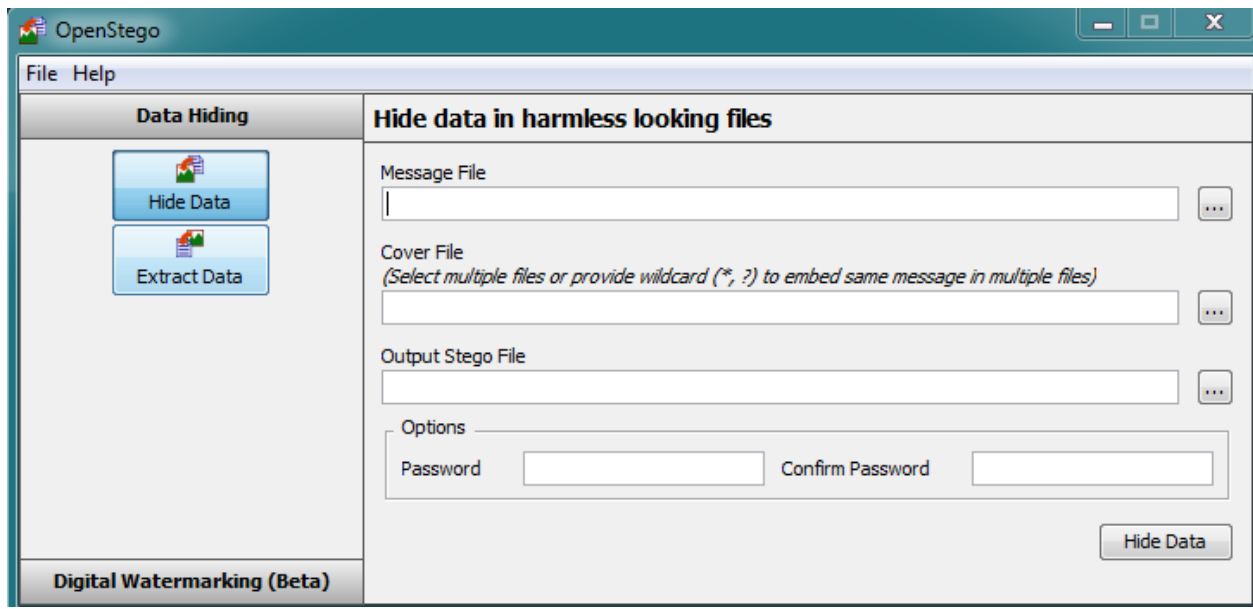 OpenStego
File Help
Data Hiding
Hide Data
Extract Data
Digital Watermarking (Beta)
Hide data in harmless looking files
Message File
...
Cover File
(Select multiple files or provide wildcard (*, ?) to embed same message in multiple files)
...
Output Stego File
...
Options
Password
Confirm Password
Hide Data